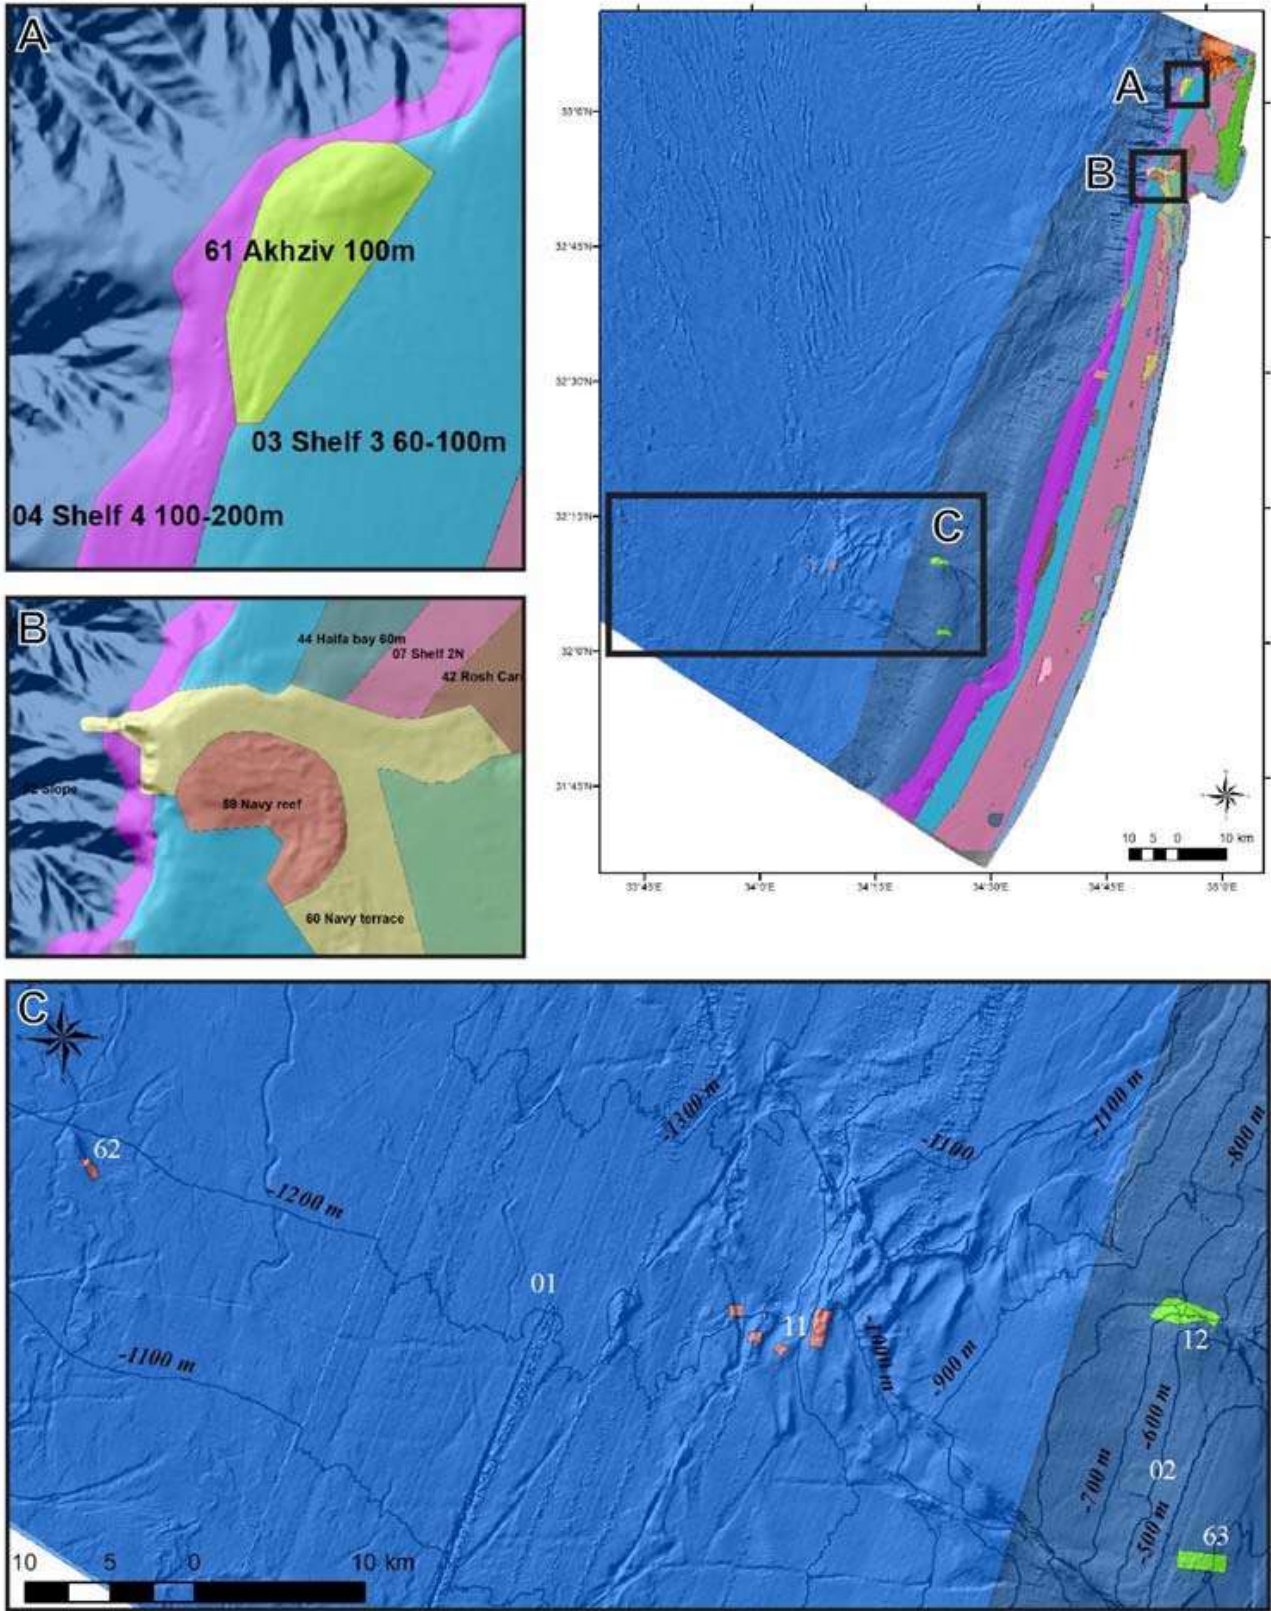 A
61 Akhziv 100m
03 Shelf 3 60-100m
04 Shelf 4 100-200m
A
B
C
33°0'N
32°45'N
32°30'N
32°15'N
32°0'N
31°45'N
10 5 0 10 km
33°45'E 34°0'E 34°15'E 34°30'E 34°45'E 35°0'E
B
44 Haifa bay 60m
07 Shelf 2N
42 Rosh Car
Slope
59 Navy reef
60 Navy terrace
C
62
-1200 m
-1300 m
-1100
-1100 m
-800 m
01
11
-1000 m
-900 m
12
-1100 m
-600 m
-700 m
02
-500 m
63
10 5 0 10 km